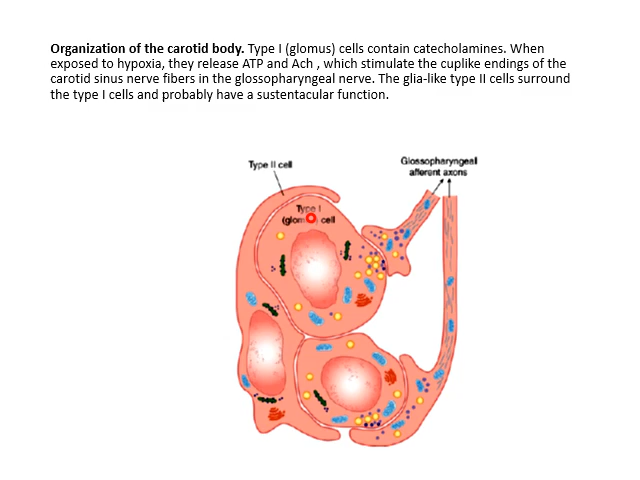 Organization of the carotid body. Type I (glomus) cells contain catecholamines. When
exposed to hypoxia, they release ATP and Ach , which stimulate the cuplike endings of the
carotid sinus nerve fibers in the glossopharyngeal nerve. The glia-like type II cells surround
the type I cells and probably have a sustentacular function.
Type II cell
Glossopharyngeal
afferent axons
Type I
cell